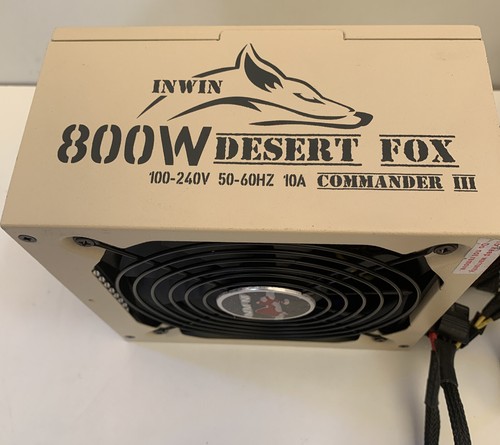 INWIN
800W DESERT FOX
100-240V 50-60HZ 10A COMMANDER III